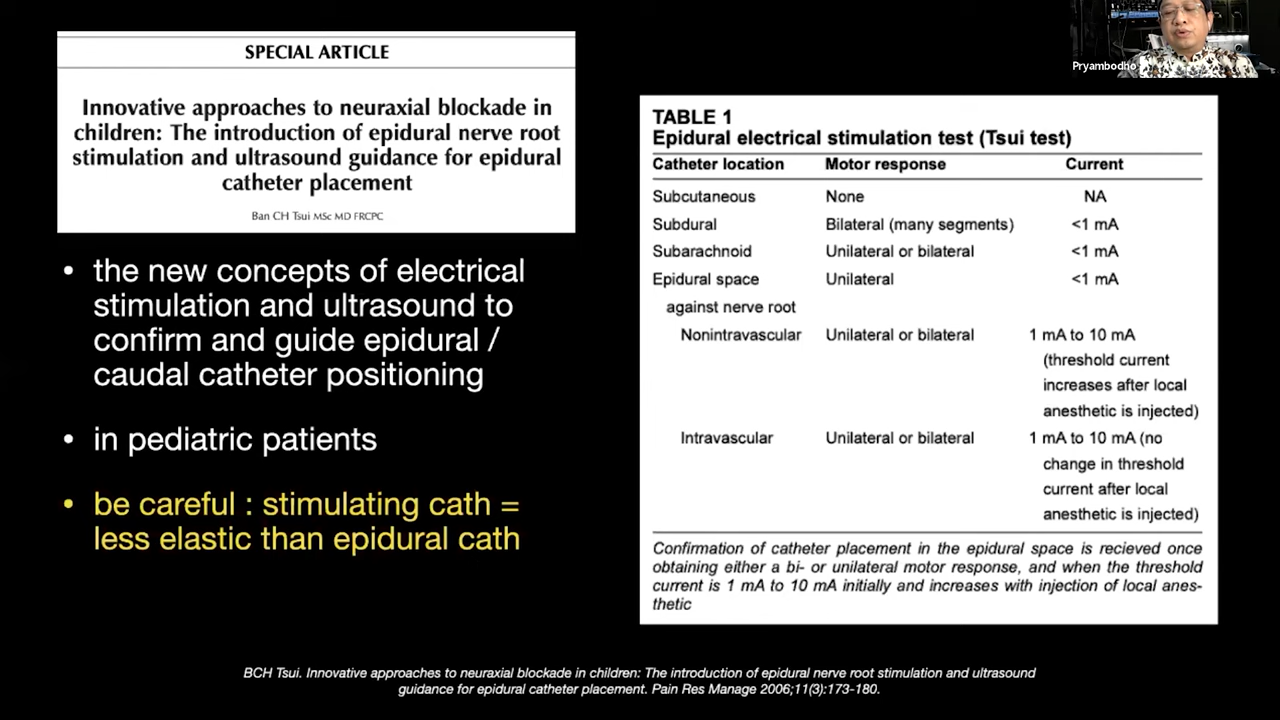 SPECIAL ARTICLE
Innovative approaches to neuraxial blockade in
children: The introduction of epidural nerve root
stimulation and ultrasound guidance for epidural
catheter placement
Ban CH Tsui MSc MD FRCPC
• the new concepts of electrical
stimulation and ultrasound to
confirm and guide epidural /
caudal catheter positioning
• in pediatric patients
• be careful : stimulating cath =
less elastic than epidural cath
Pryambodho
TABLE 1
Epidural electrical stimulation test (Tsui test)
Catheter location Motor response Current
Subcutaneous None NA
Subdural Bilateral (many segments) <1 mA
Subarachnoid Unilateral or bilateral <1 mA
Epidural space Unilateral <1 mA
against nerve root
Nonintravascular Unilateral or bilateral 1 mA to 10 mA
(threshold current
increases after local
anesthetic is injected)
Intravascular Unilateral or bilateral 1 mA to 10 mA (no
change in threshold
current after local
anesthetic is injected)
Confirmation of catheter placement in the epidural space is recieved once
obtaining either a bi- or unilateral motor response, and when the threshold
current is 1 mA to 10 mA initially and increases with injection of local anes-
thetic
BCH Tsui. Innovative approaches to neuraxial blockade in children: The introduction of epidural nerve root stimulation and ultrasound
guidance for epidural catheter placement. Pain Res Manage 2006;11(3):173-180.